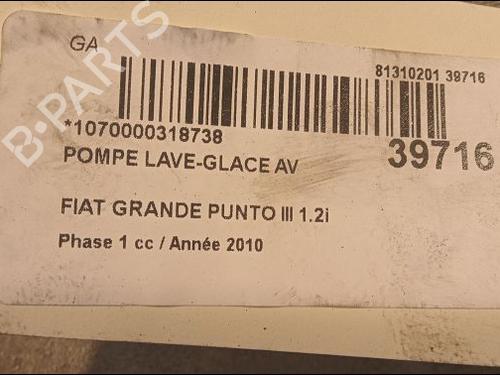 GA
81310201 39716
*1070000318738
39716
POMPE LAVE-GLACE AV
FIAT GRANDE PUNTO III 1.2i
Phase 1 cc / Année 2010
B-PARTS